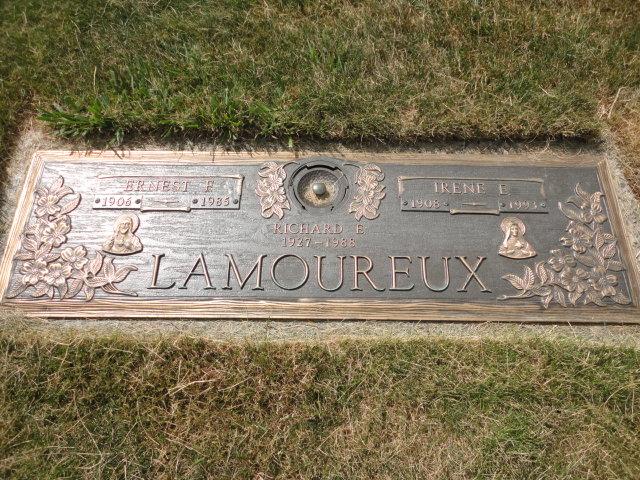 ERNEST F.
1906 1985
IRENE E.
1908 1993
RICHARD E.
1927-1988
LAMOUREUX